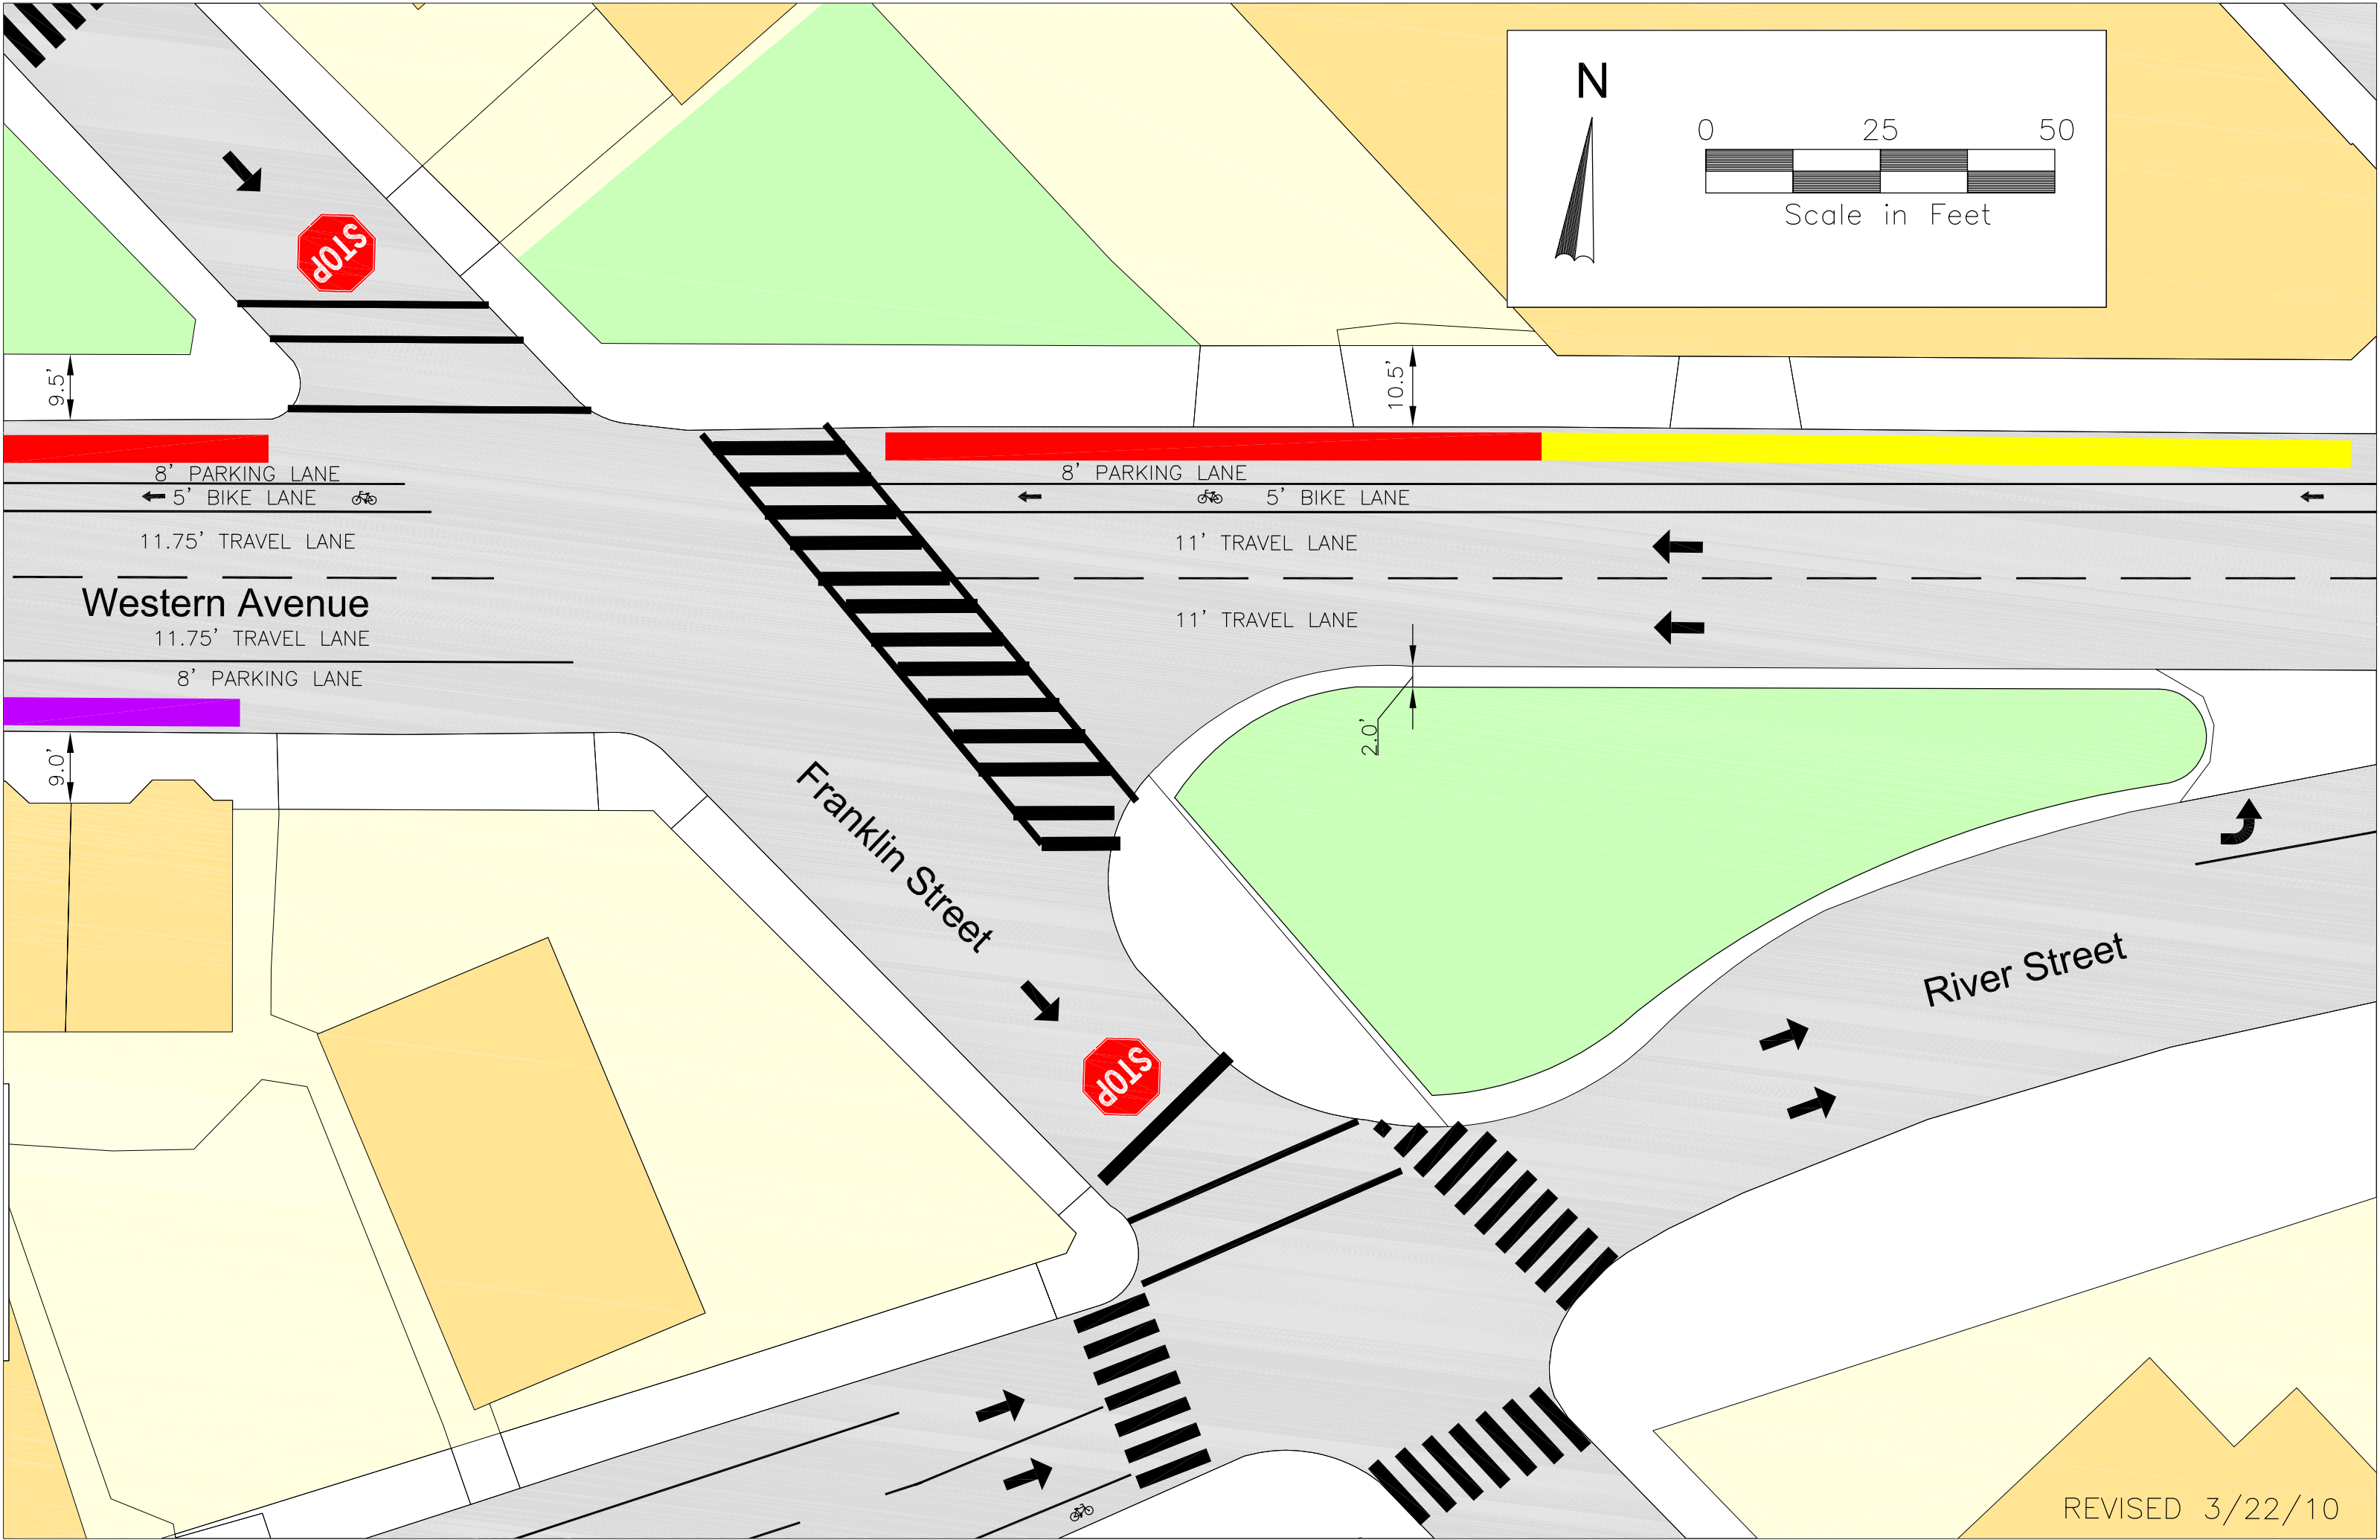 N
0 25 50
Scale in Feet
STOP
9.5'
10.5'
8' PARKING LANE
8' PARKING LANE
5' BIKE LANE
5' BIKE LANE
11.75' TRAVEL LANE
11' TRAVEL LANE
Western Avenue
11.75' TRAVEL LANE
11' TRAVEL LANE
8' PARKING LANE
9.0'
2.0'
Franklin Street
River Street
STOP
REVISED 3/22/10